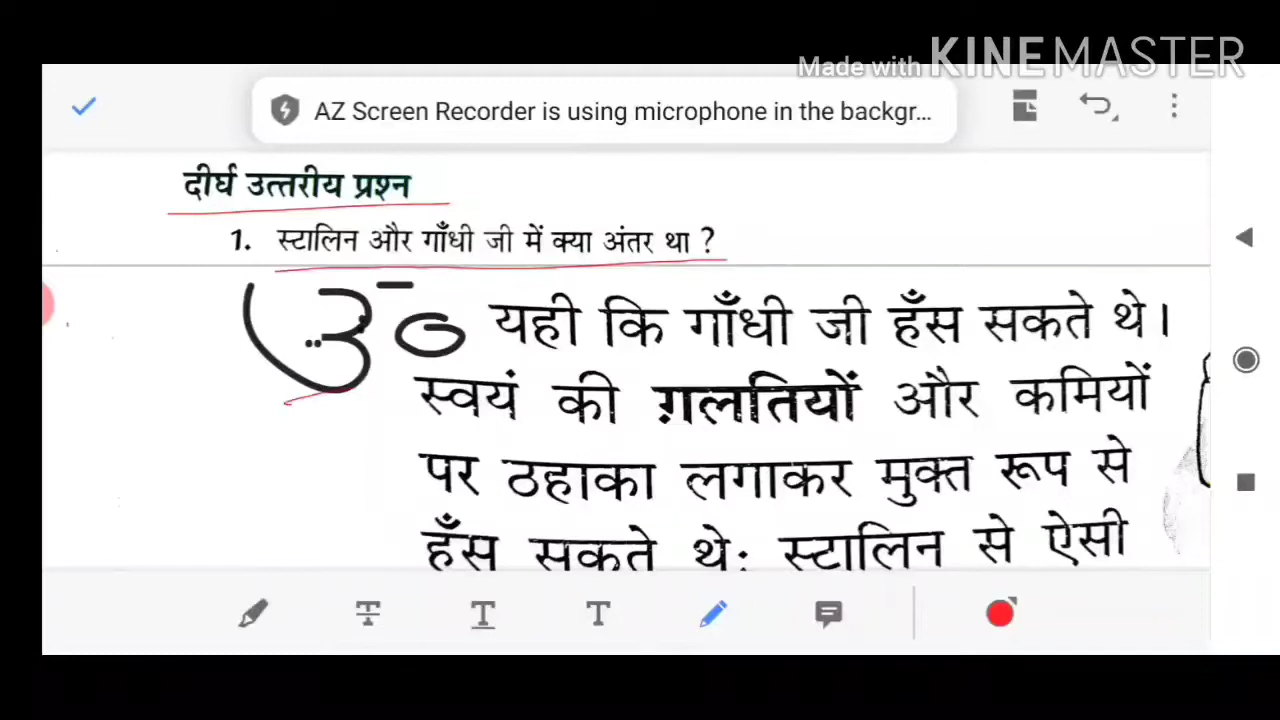 Made with KINEMASTER
AZ Screen Recorder is using microphone in the backgr...
दीर्घ उत्तरीय प्रश्न
1. स्टालिन और गाँधी जी में क्या अंतर था ?
उ० यही कि गाँधी जी हँस सकते थे।
स्वयं की ग़लतियों और कमियों
पर ठहाका लगाकर मुक्त रूप से
हँस सकते थे; स्टालिन से ऐसी